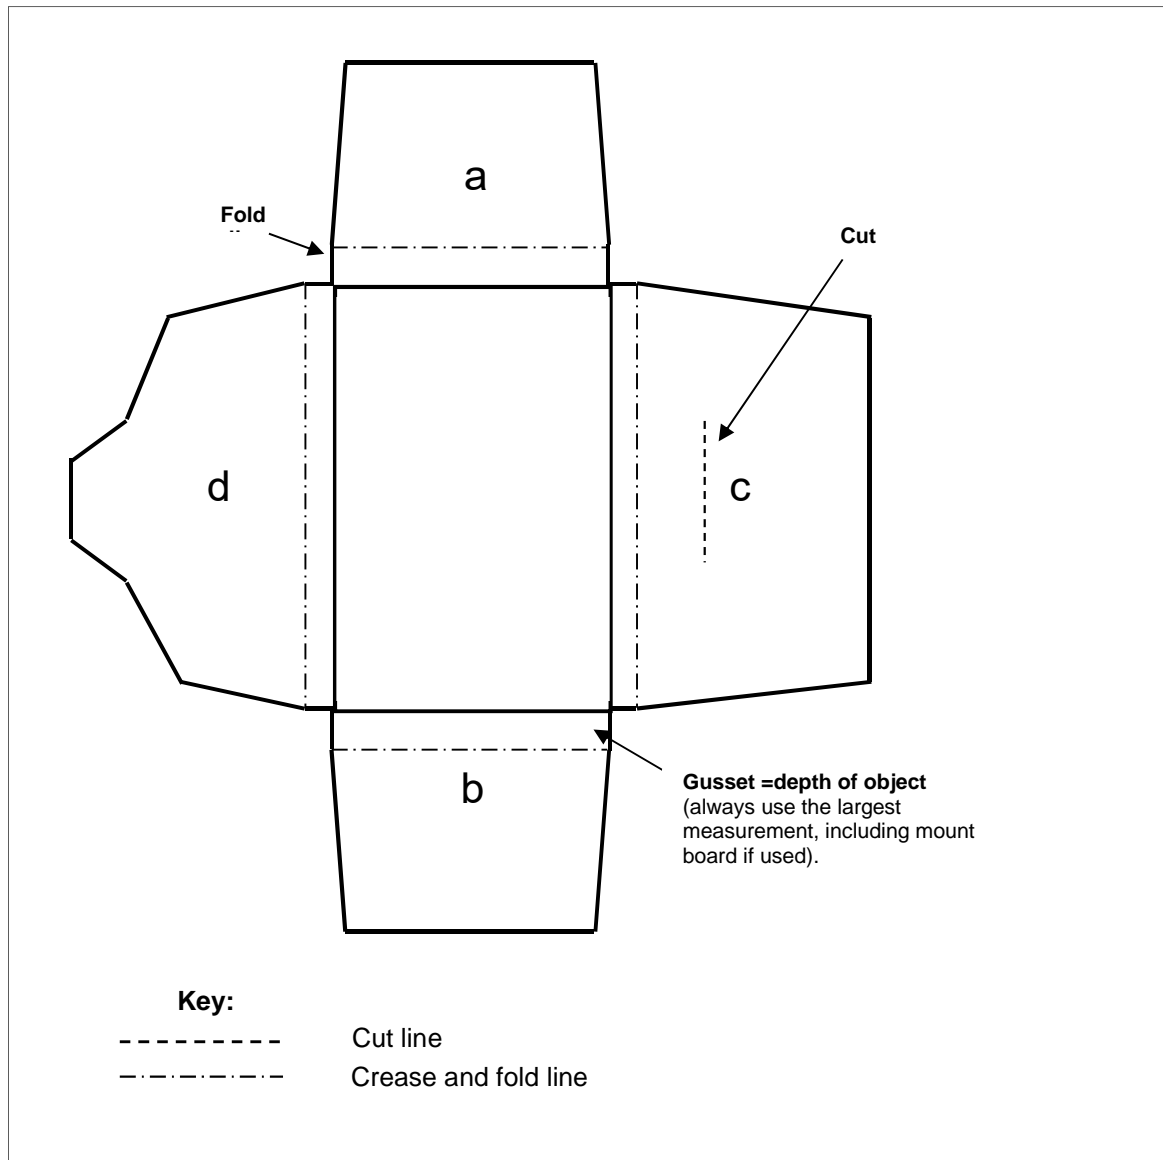 a
Fold
Cut
d
c
b
Gusset =depth of object
(always use the largest
measurement, including mount
board if used).
Key:
Cut line
Crease and fold line